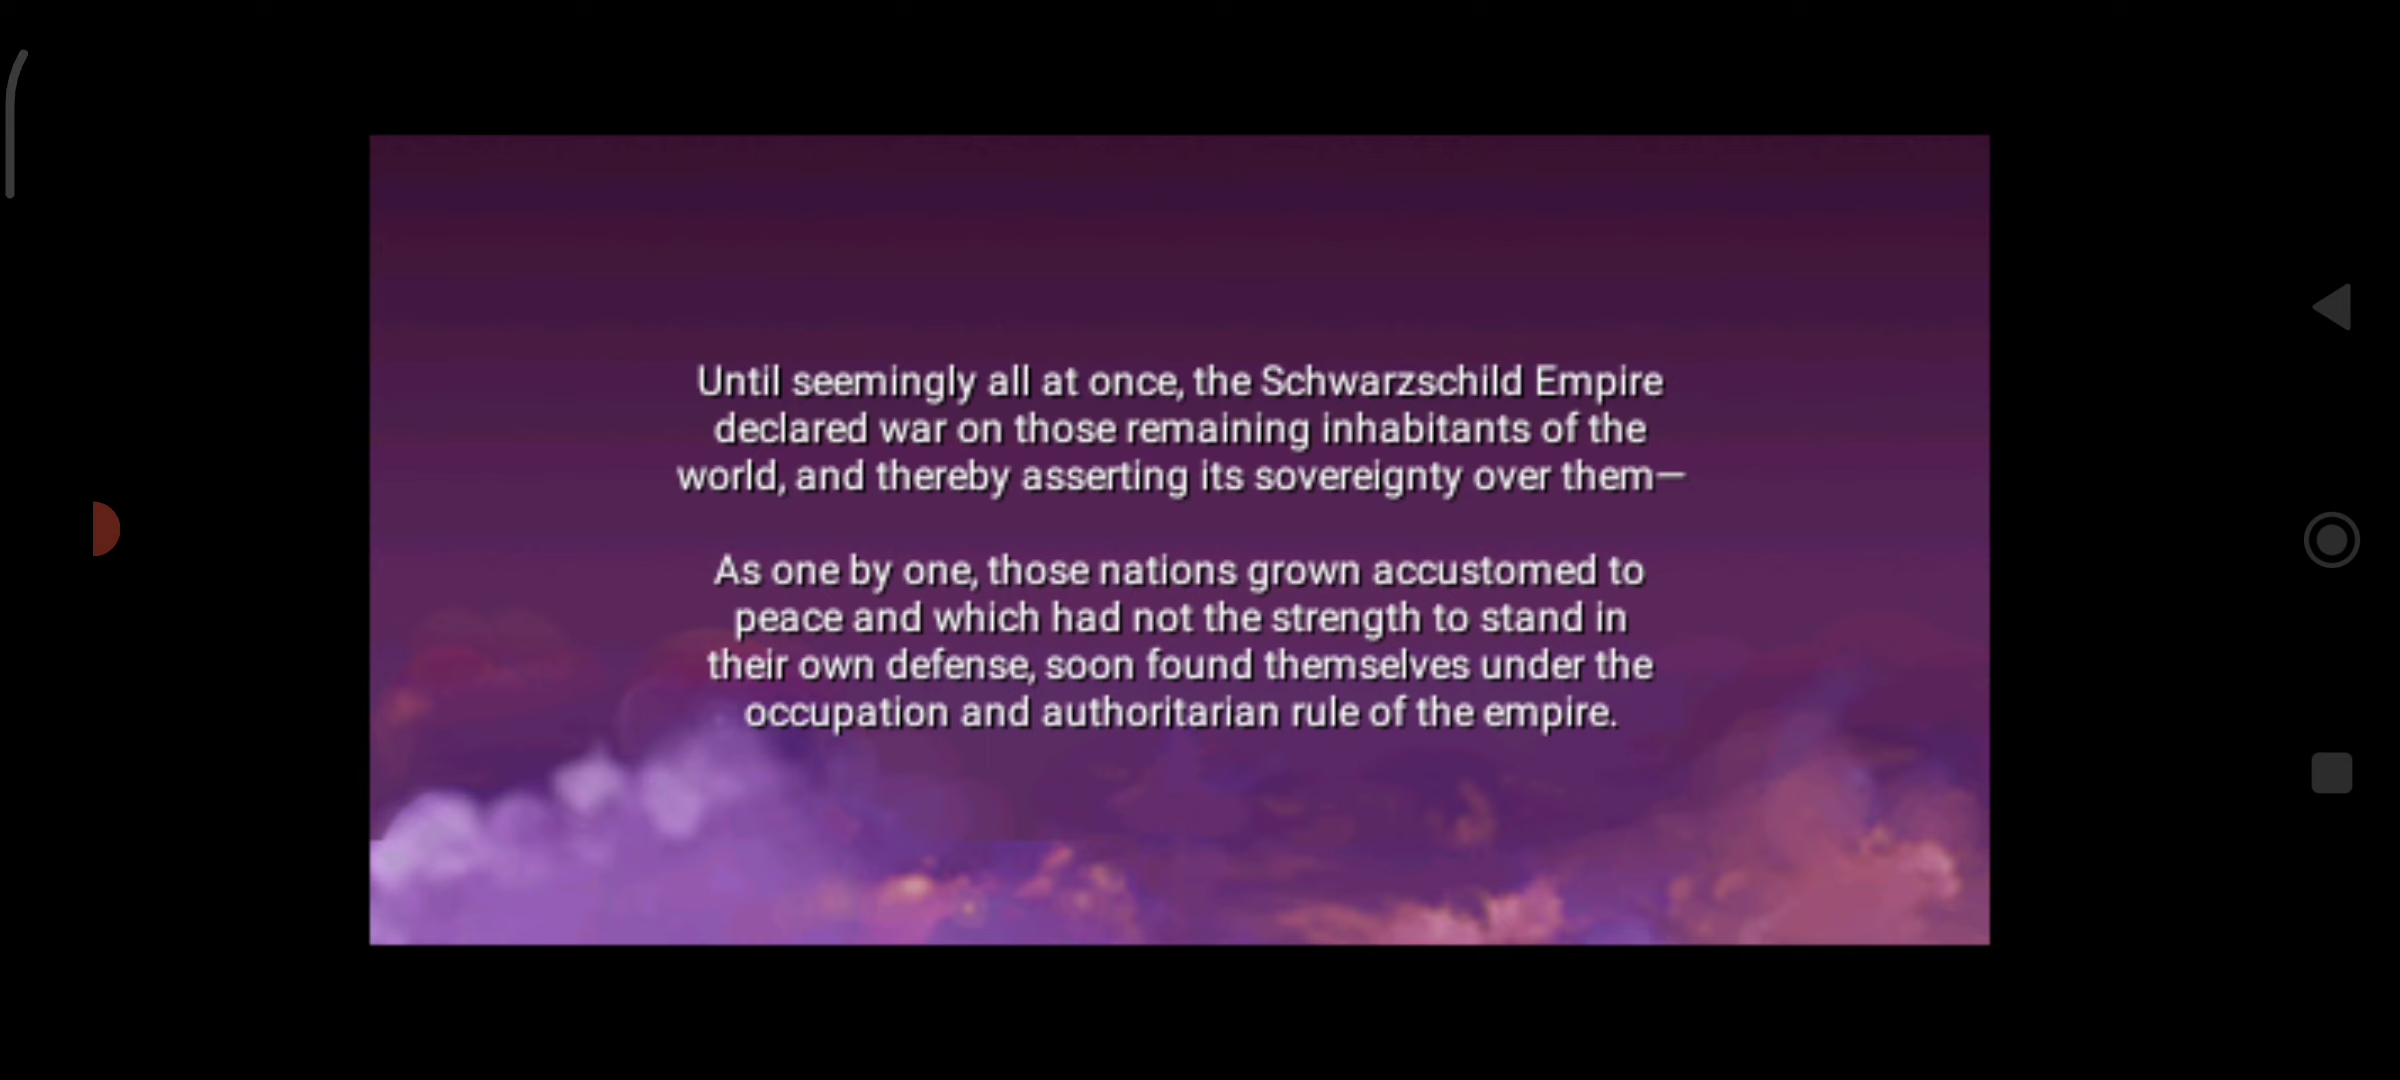 Until seemingly all at once, the Schwarzschild Empire
declared war on those remaining inhabitants of the
world, and thereby asserting its sovereignty over them—
As one by one, those nations grown accustomed to
peace and which had not the strength to stand in
their own defense, soon found themselves under the
occupation and authoritarian rule of the empire.